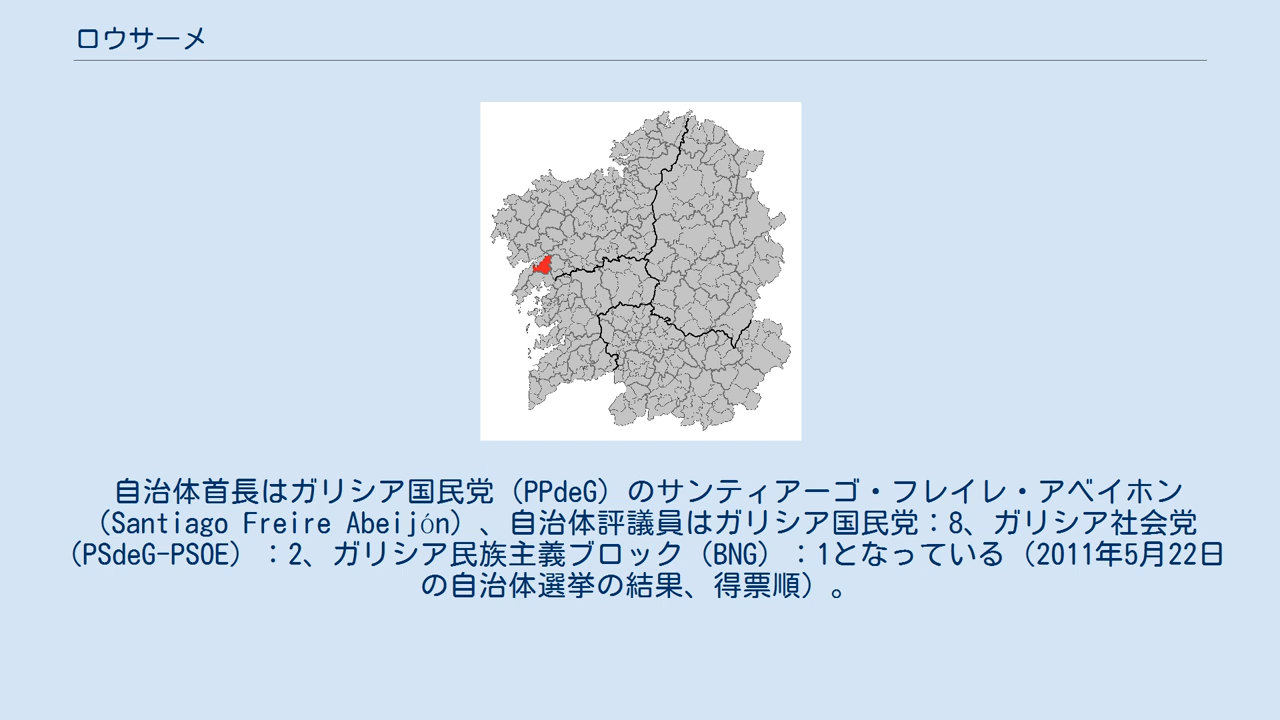 ロウサーメ
自治体首長はガリシア国民党（PPdeG）のサンティアーゴ・フレイレ・アベイホン
（Santiago Freire Abeijón）、自治体評議員はガリシア国民党：8、ガリシア社会党
（PSdeG-PSOE）：2、ガリシア民族主義ブロック（BNG）：1となっている（2011年5月22日
の自治体選挙の結果、得票順）。